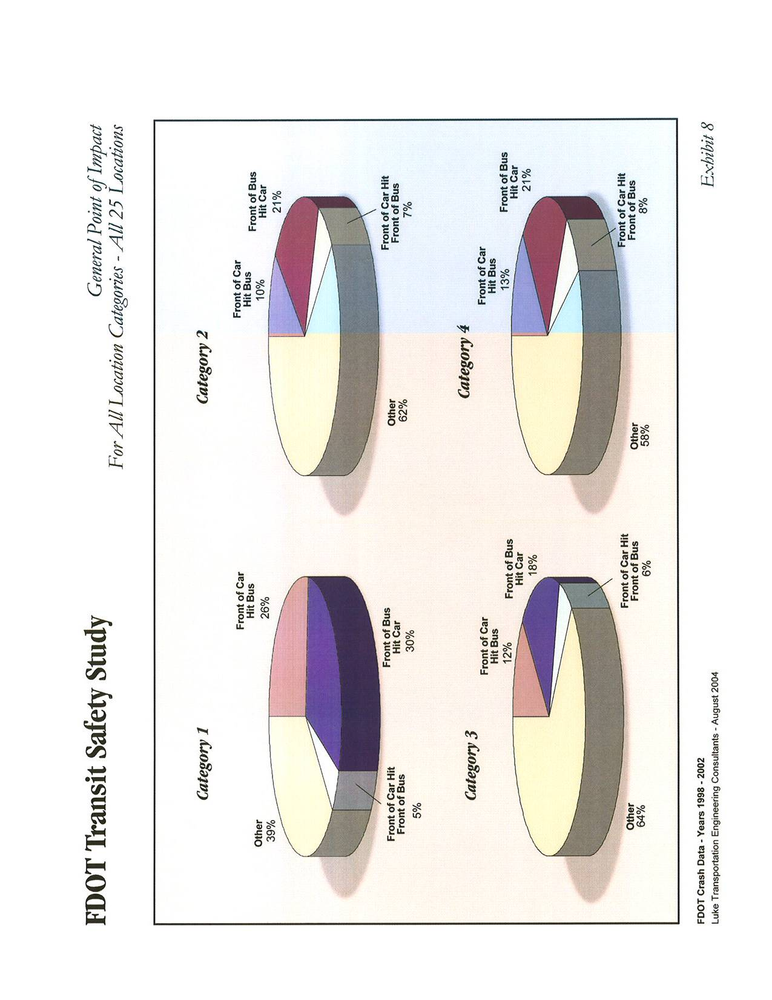 FDOT Transit Safety Study
General Point of Impact
For All Location Categories - All 25 Locations
Category 1
Front of Car
Hit Bus
26%
Front of Bus
Hit Car
30%
Front of Car Hit
Front of Bus
5%
Other
39%
Category 2
Front of Car
Hit Bus
10%
Front of Bus
Hit Car
21%
Front of Car Hit
Front of Bus
7%
Other
62%
Category 3
Front of Car
Hit Bus
12%
Front of Bus
Hit Car
18%
Front of Car Hit
Front of Bus
6%
Other
64%
Category 4
Front of Car
Hit Bus
13%
Front of Bus
Hit Car
21%
Front of Car Hit
Front of Bus
8%
Other
58%
FDOT Crash Data - Years 1998 - 2002
Luke Transportation Engineering Consultants - August 2004
Exhibit 8